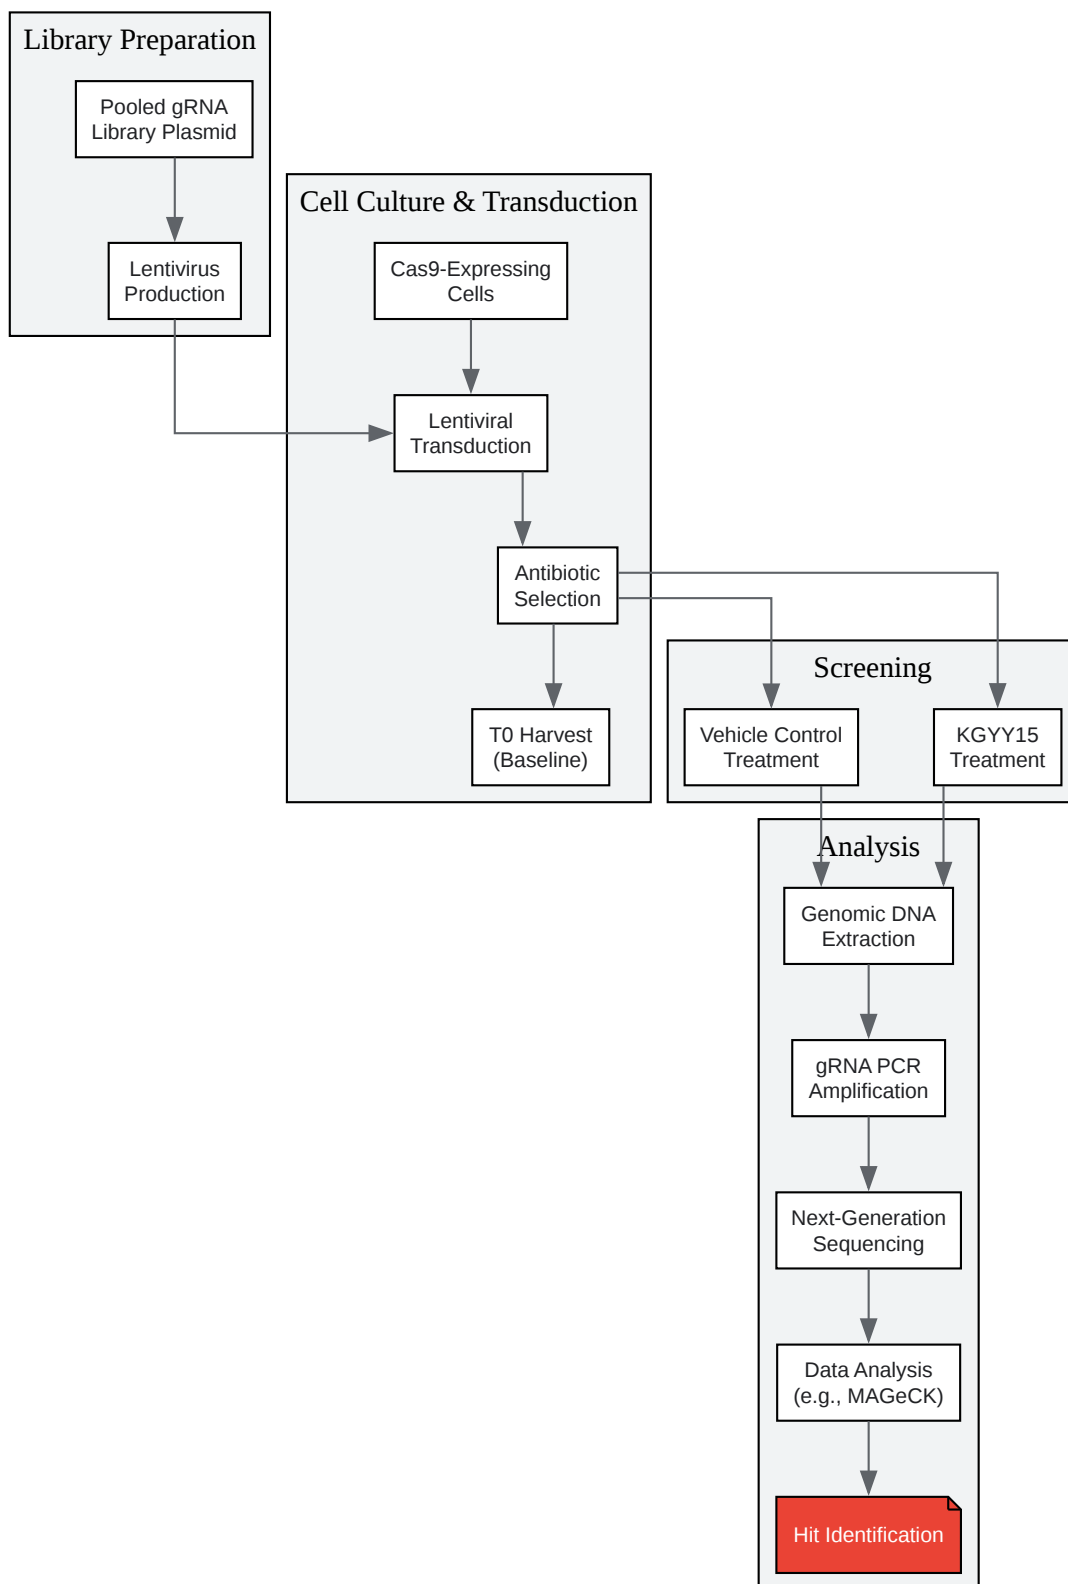 Library Preparation
Pooled gRNA
Library Plasmid
Lentivirus
Production
Cell Culture & Transduction
Cas9-Expressing
Cells
Lentiviral
Transduction
Antibiotic
Selection
T0 Harvest
(Baseline)
Screening
Vehicle Control
Treatment
KGYY15
Treatment
Analysis
Genomic DNA
Extraction
gRNA PCR
Amplification
Next-Generation
Sequencing
Data Analysis
(e.g., MAGeCK)
Hit Identification